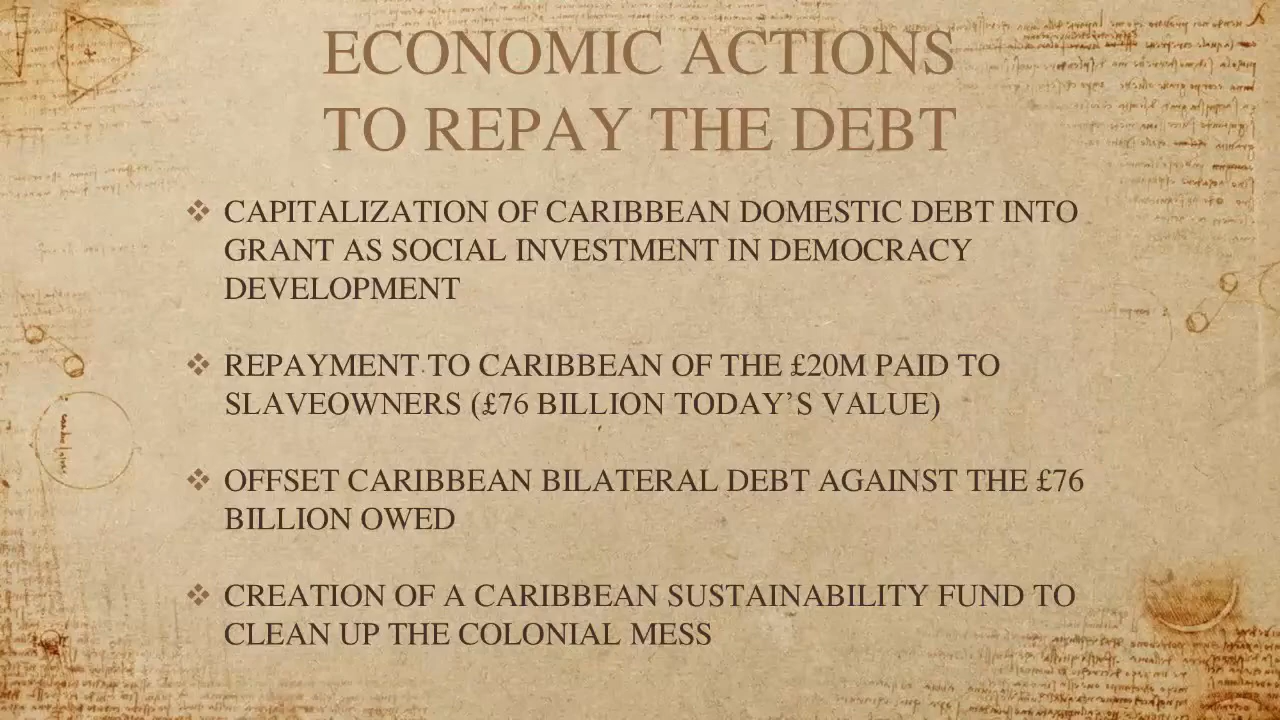 ECONOMIC ACTIONS
TO REPAY THE DEBT
❖ CAPITALIZATION OF CARIBBEAN DOMESTIC DEBT INTO
GRANT AS SOCIAL INVESTMENT IN DEMOCRACY
DEVELOPMENT
❖ REPAYMENT TO CARIBBEAN OF THE £20M PAID TO
SLAVEOWNERS (£76 BILLION TODAY’S VALUE)
❖ OFFSET CARIBBEAN BILATERAL DEBT AGAINST THE £76
BILLION OWED
❖ CREATION OF A CARIBBEAN SUSTAINABILITY FUND TO
CLEAN UP THE COLONIAL MESS